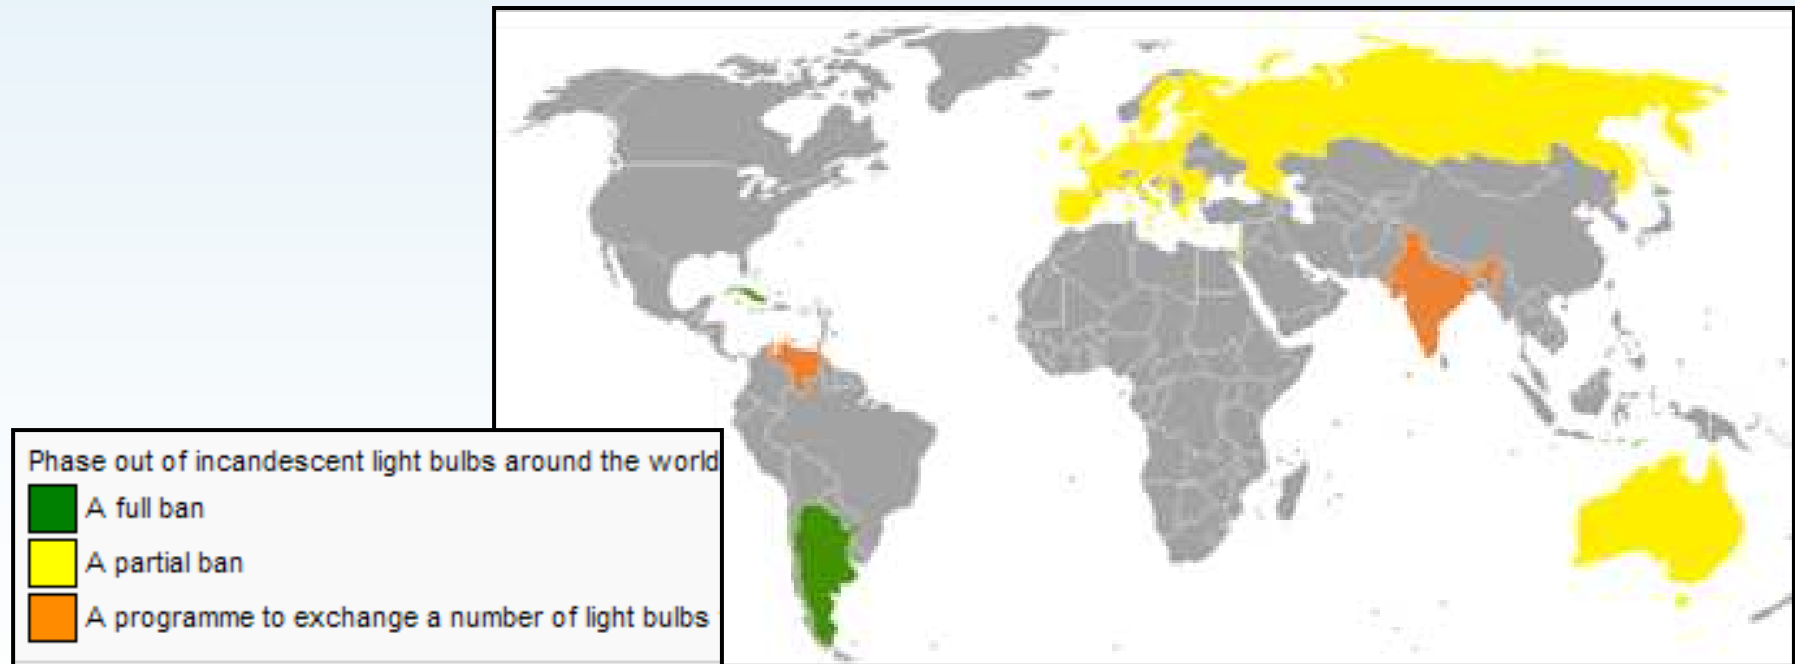 Phase out of incandescent light bulbs around the world
A full ban
A partial ban
A programme to exchange a number of light bulbs